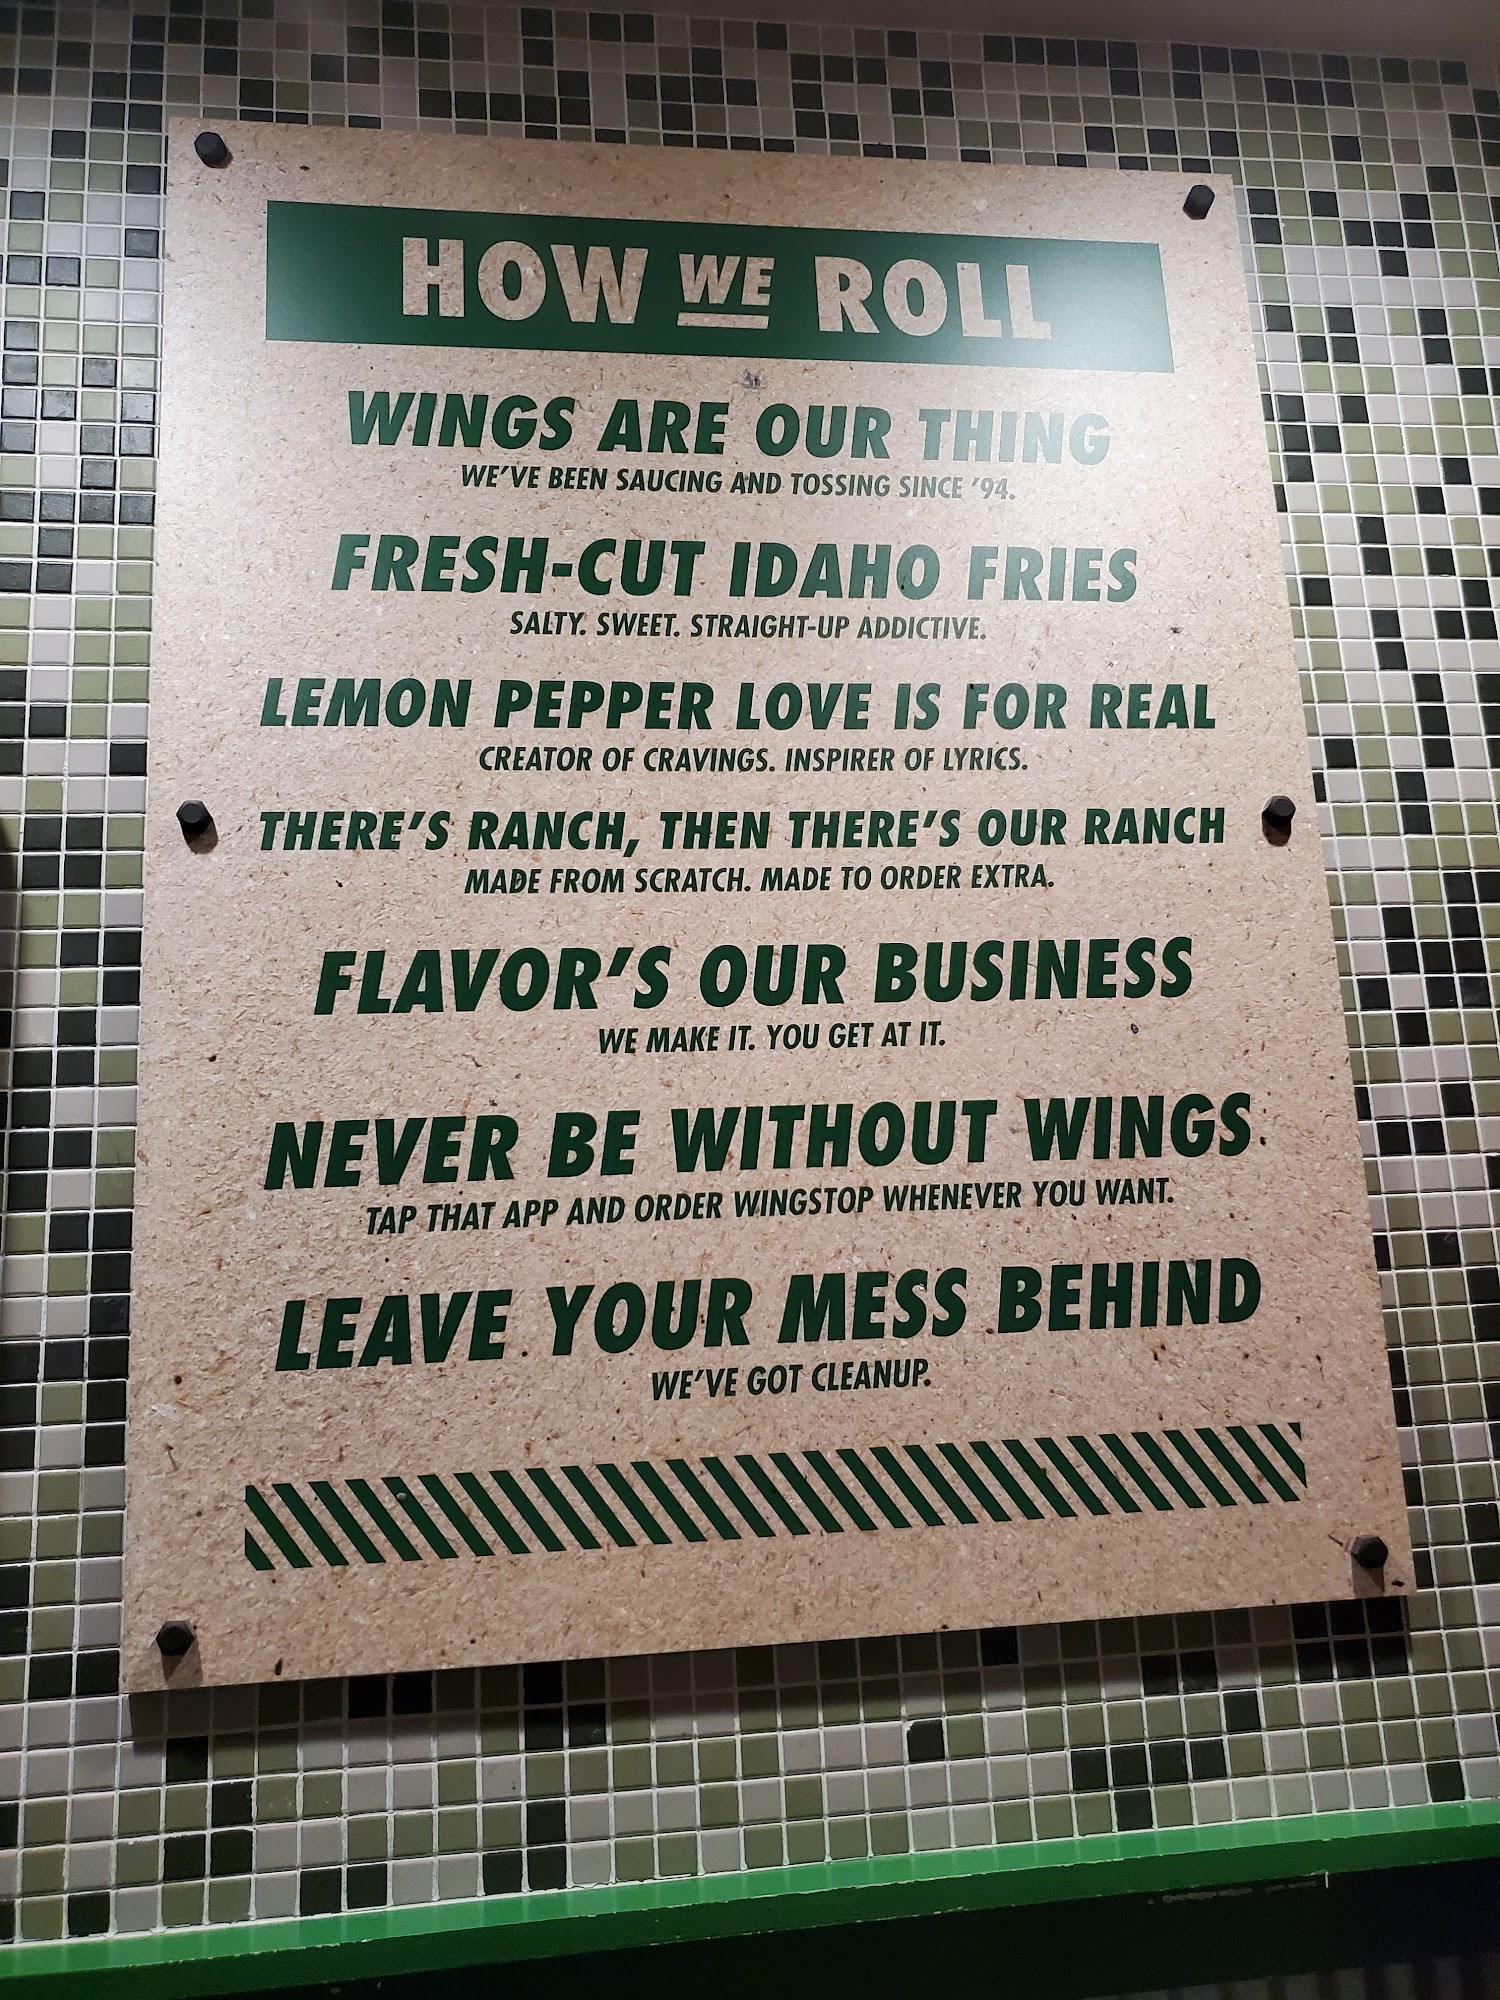 HOW WE ROLL
WINGS ARE OUR THING
WE'VE BEEN SAUCING AND TOSSING SINCE '94.
FRESH-CUT IDAHO FRIES
SALTY. SWEET. STRAIGHT-UP ADDICTIVE.
LEMON PEPPER LOVE IS FOR REAL
CREATOR OF CRAVINGS. INSPIRER OF LYRICS.
THERE'S RANCH, THEN THERE'S OUR RANCH
MADE FROM SCRATCH. MADE TO ORDER EXTRA.
FLAVOR'S OUR BUSINESS
WE MAKE IT. YOU GET AT IT.
NEVER BE WITHOUT WINGS
TAP THAT APP AND ORDER WINGSTOP WHENEVER YOU WANT.
LEAVE YOUR MESS BEHIND
WE'VE GOT CLEANUP.